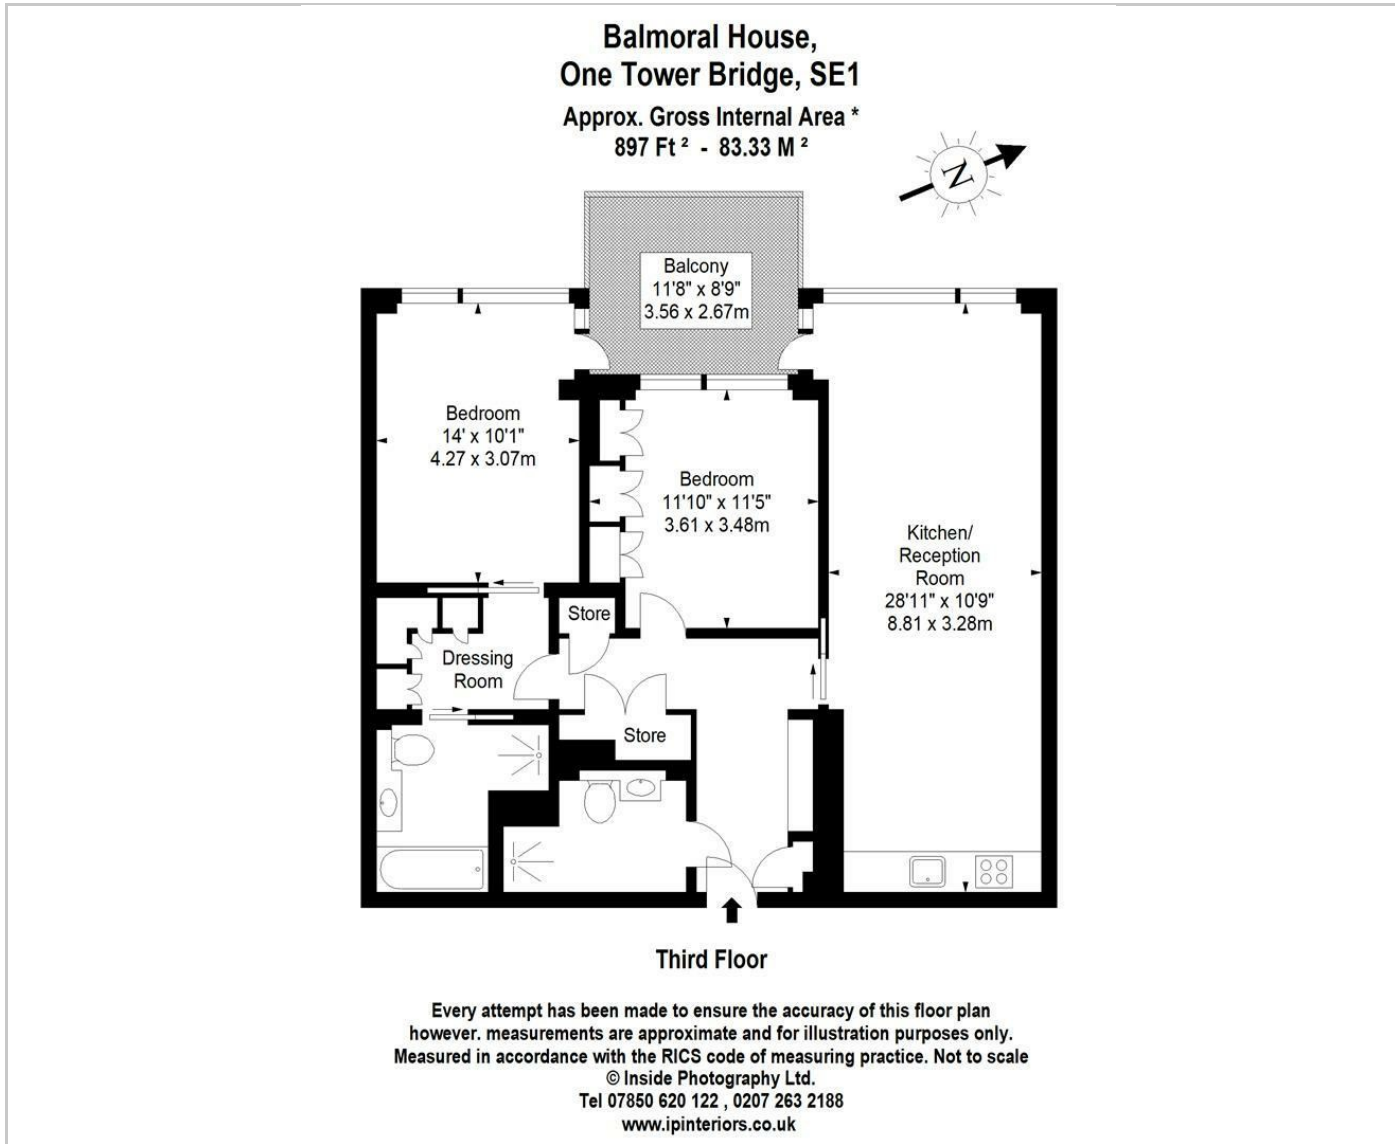 Balmoral House,
One Tower Bridge, SE1
Approx. Gross Internal Area *
897 Ft ² - 83.33 M ²
N
Balcony
11'8" x 8'9"
3.56 x 2.67m
Bedroom
14' x 10'1"
4.27 x 3.07m
Bedroom
11'10" x 11'5"
3.61 x 3.48m
Kitchen/
Reception
Room
28'11" x 10'9"
8.81 x 3.28m
Store
Dressing
Room
Store
Third Floor
Every attempt has been made to ensure the accuracy of this floor plan
however. measurements are approximate and for illustration purposes only.
Measured in accordance with the RICS code of measuring practice. Not to scale
© Inside Photography Ltd.
Tel 07850 620 122 , 0207 263 2188
www.ipinteriors.co.uk